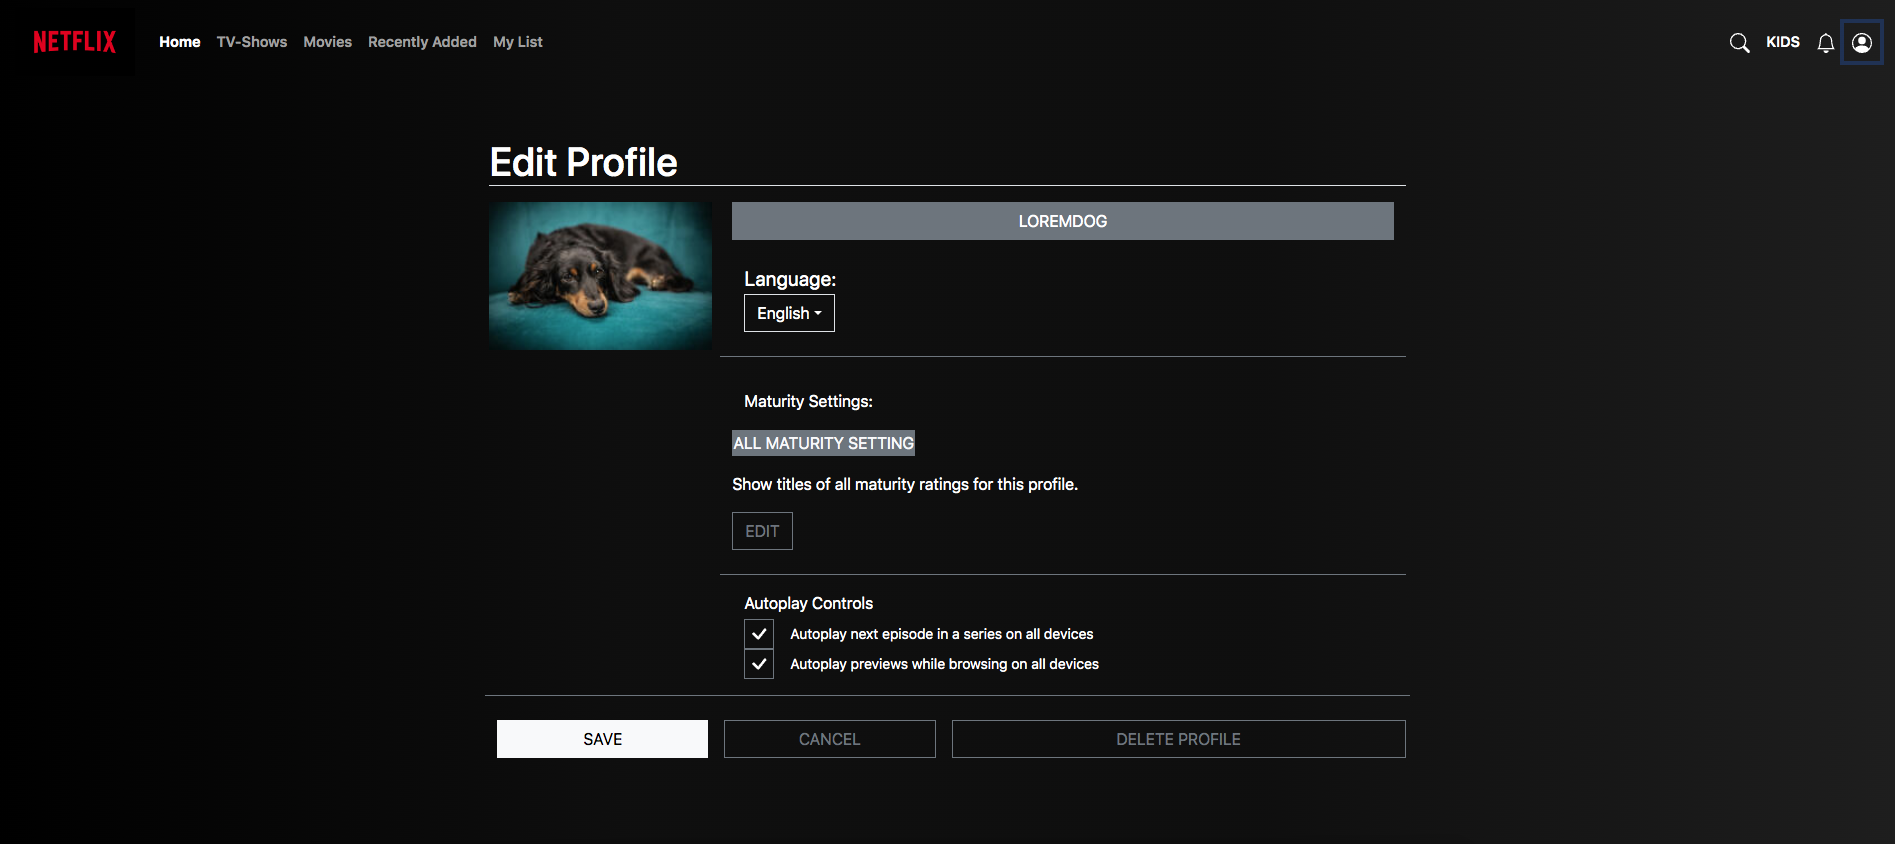 NETFLIX Home TV-Shows Movies Recently Added My List KIDS
Edit Profile
LOREMDOG
Language:
English
Maturity Settings:
ALL MATURITY SETTING
Show titles of all maturity ratings for this profile.
EDIT
Autoplay Controls
Autoplay next episode in a series on all devices
Autoplay previews while browsing on all devices
SAVE CANCEL DELETE PROFILE